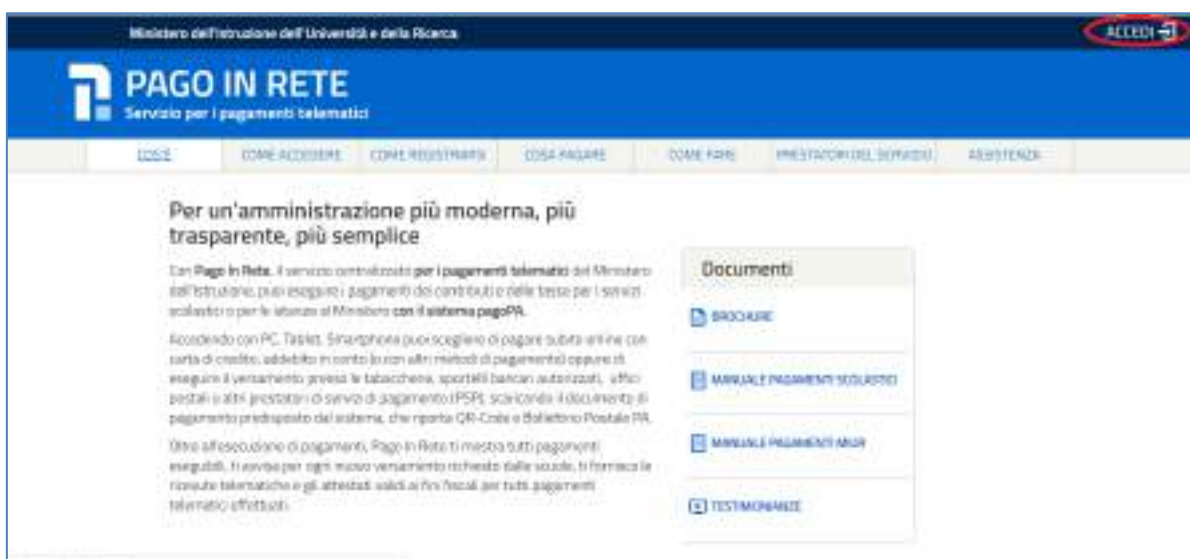 Ministero dell'Istruzione dell'Università e della Ricerca
ACCEDI
PAGO IN RETE
Servizio per i pagamenti telematici
COS'È
COME ACCEDERE
COME REGISTRARSI
COSA PAGARE
COME FARE
PRESTATORI DEL SERVIZIO
ASSISTENZA
Per un'amministrazione più moderna, più
trasparente, più semplice
Con Pago In Rete, il servizio centralizzato per i pagamenti telematici del Ministero
dell'Istruzione, puoi eseguire i pagamenti dei contributi e delle tasse per i servizi
scolastici o per le istanze al Ministero con il sistema pagoPA.
Accedendo con PC, Tablet, Smartphone puoi scegliere di pagare subito online con
carta di credito, addebito in conto (o con altri metodi di pagamento) oppure di
eseguire il versamento presso le tabaccherie, sportelli bancari autorizzati, uffici
postali o altri prestatori di servizi di pagamento (PSP), scaricando il documento di
pagamento predisposto dal sistema, che riporta QR-Code e Bollettino Postale PA.
Oltre all'esecuzione di pagamenti, Pago In Rete ti mostra tutti pagamenti
eseguibili, ti avvisa per ogni nuovo versamento richiesto dalle scuole, ti fornisce le
ricevute telematiche e gli attestati validi ai fini fiscali per tutti pagamenti
telematici effettuati.
Documenti
BROCHURE
MANUALE PAGAMENTI SCOLASTICI
MANUALE PAGAMENTI MIUR
TESTIMONIANZE